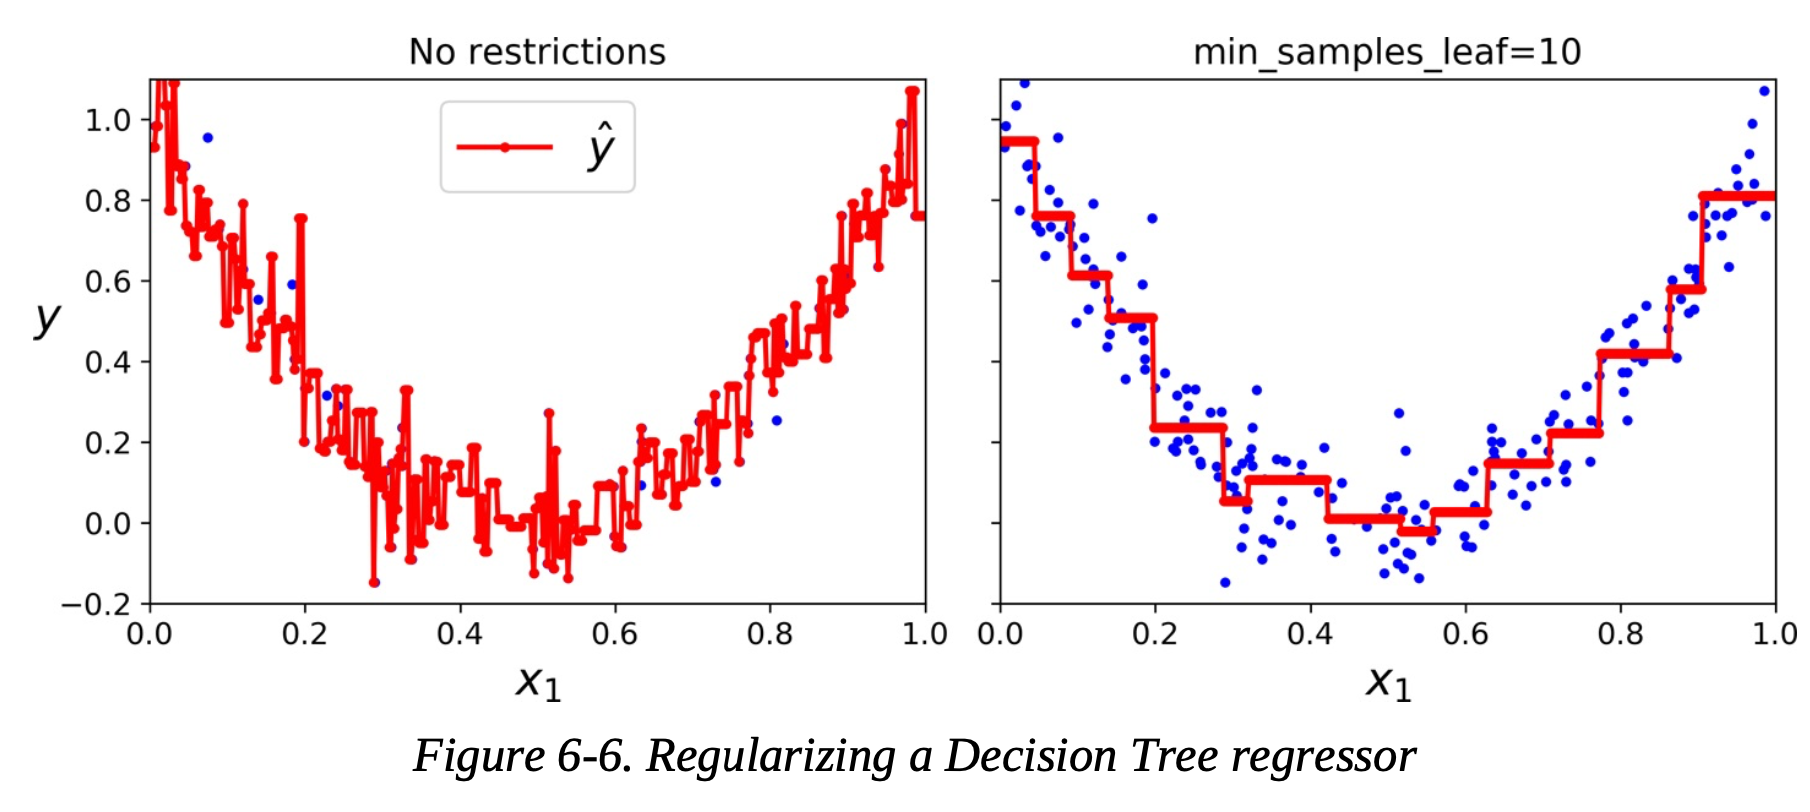 No restrictions
min_samples_leaf=10
ŷ
y
1.0
0.8
0.6
0.4
0.2
0.0
−0.2
0.0 0.2 0.4 0.6 0.8 1.0
0.0 0.2 0.4 0.6 0.8 1.0
x₁
x₁
Figure 6-6. Regularizing a Decision Tree regressor